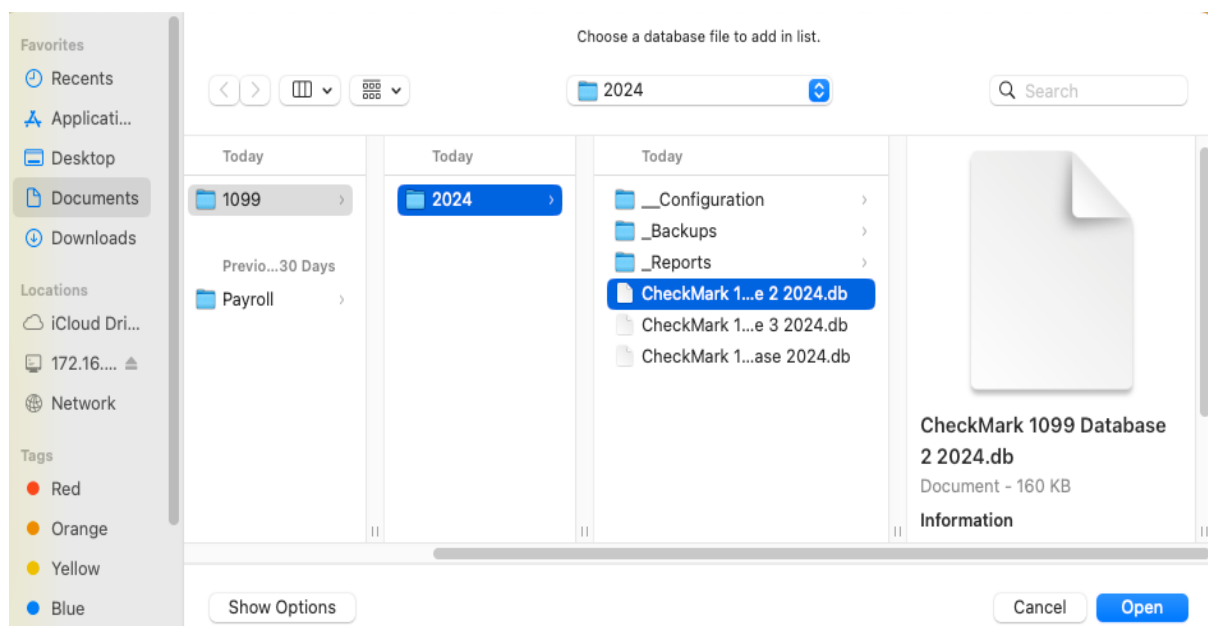 Choose a database file to add in list.
Favorites
Recents
Applicati...
Desktop
Documents
Downloads
Locations
iCloud Dri...
172.16....
Network
Tags
Red
Orange
Yellow
Blue
2024
Search
Today
1099
Previo...30 Days
Payroll
Today
2024
Today
__Configuration
_Backups
_Reports
CheckMark 1...e 2 2024.db
CheckMark 1...e 3 2024.db
CheckMark 1...ase 2024.db
CheckMark 1099 Database
2 2024.db
Document - 160 KB
Information
Show Options
Cancel
Open